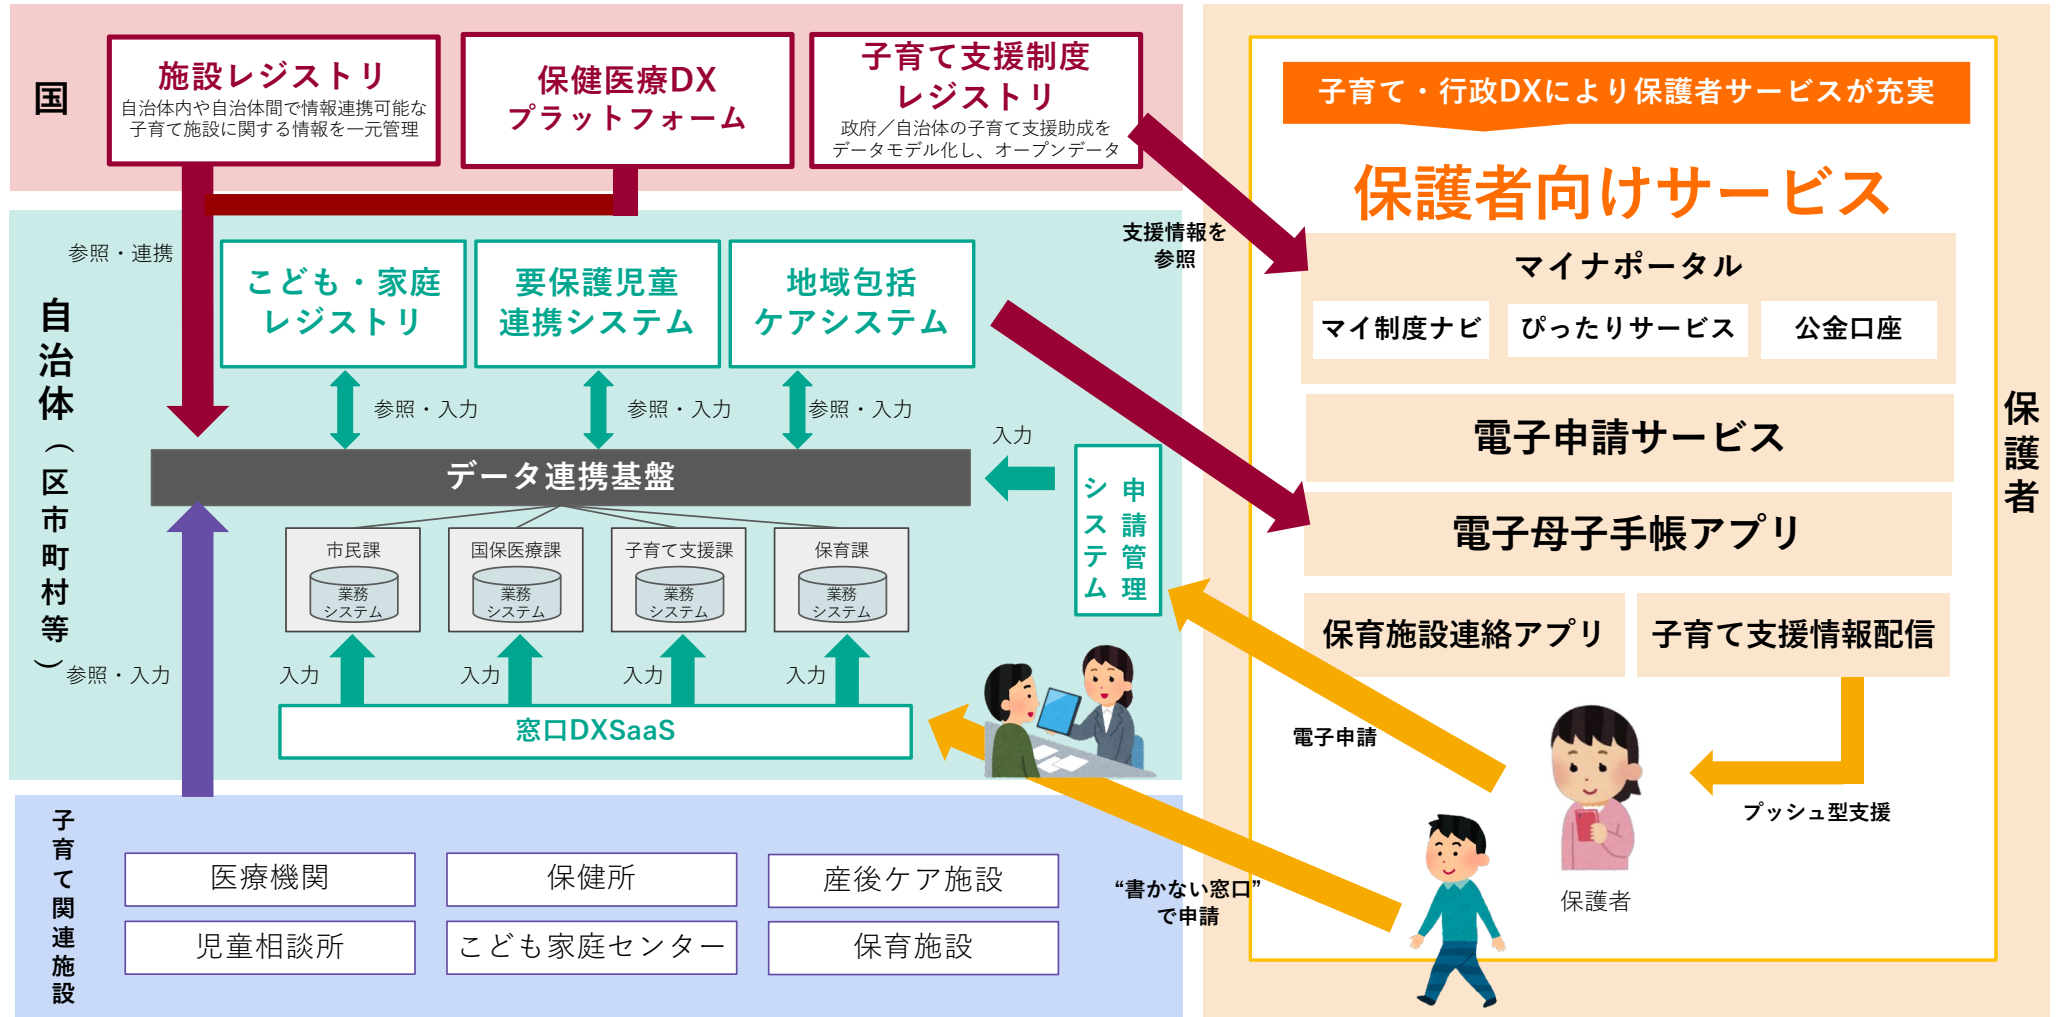 国
施設レジストリ
自治体内や自治体間で情報連携可能な
子育て施設に関する情報を一元管理
保健医療DX
プラットフォーム
子育て支援制度
レジストリ
政府／自治体の子育て支援助成を
データモデル化し、オープンデータ
自治体（区市町村等）
参照・連携
こども・家庭
レジストリ
要保護児童
連携システム
地域包括
ケアシステム
参照・入力
参照・入力
参照・入力
データ連携基盤
入力
申請管理
システム
市民課
業務
システム
国保医療課
業務
システム
子育て支援課
業務
システム
保育課
業務
システム
参照・入力
入力
入力
入力
入力
窓口DXSaaS
子育て関連施設
医療機関
保健所
産後ケア施設
児童相談所
こども家庭センター
保育施設
支援情報を
参照
電子申請
“書かない窓口”
で申請
保護者
子育て・行政DXにより保護者サービスが充実
保護者向けサービス
マイナポータル
マイ制度ナビ
ぴったりサービス
公金口座
電子申請サービス
電子母子手帳アプリ
保育施設連絡アプリ
子育て支援情報配信
プッシュ型支援
保護者